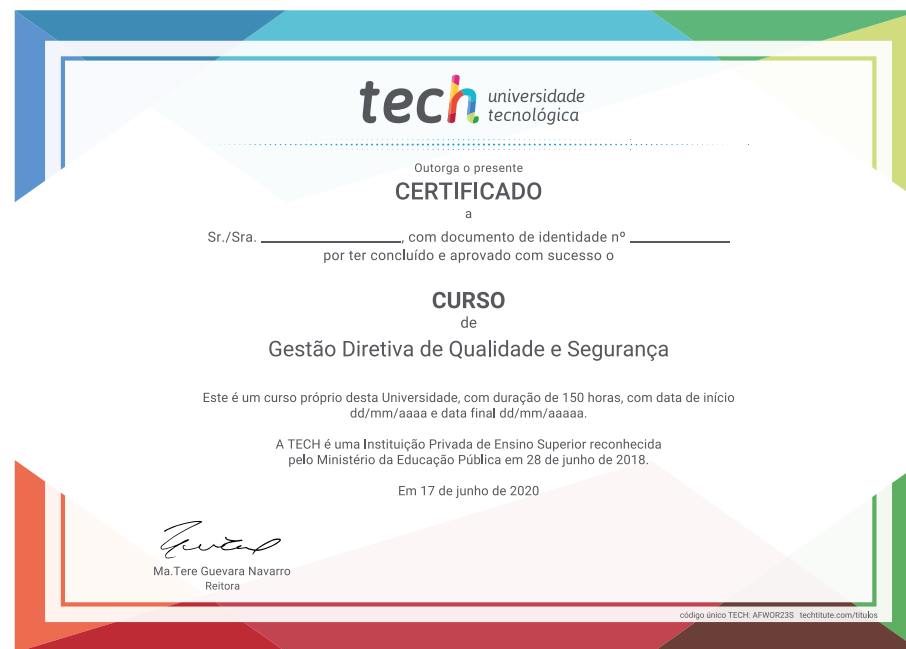 tech universidade
tecnológica
Outorga o presente
CERTIFICADO
a
Sr./Sra. ____________________, com documento de identidade nº ______________
por ter concluído e aprovado com sucesso o
CURSO
de
Gestão Diretiva de Qualidade e Segurança
Este é um curso próprio desta Universidade, com duração de 150 horas, com data de início
dd/mm/aaaa e data final dd/mm/aaaaa.
A TECH é uma Instituição Privada de Ensino Superior reconhecida
pelo Ministério da Educação Pública em 28 de junho de 2018.
Em 17 de junho de 2020
Ma.Tere Guevara Navarro
Reitora
código único TECH: AFWOR23S techtitute.com/titulos